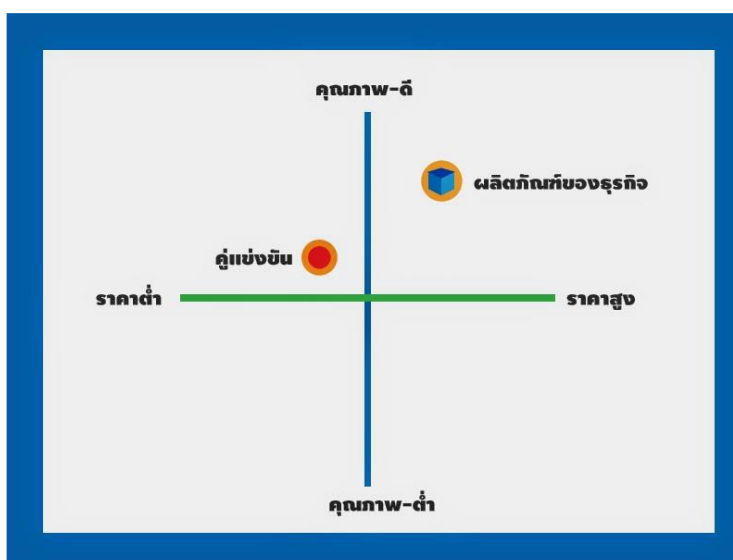 คุณภาพ-ดี
ผลิตภัณฑ์ของธุรกิจ
คู่แข่งขัน
ราคาต่ำ
ราคาสูง
คุณภาพ-ต่ำ